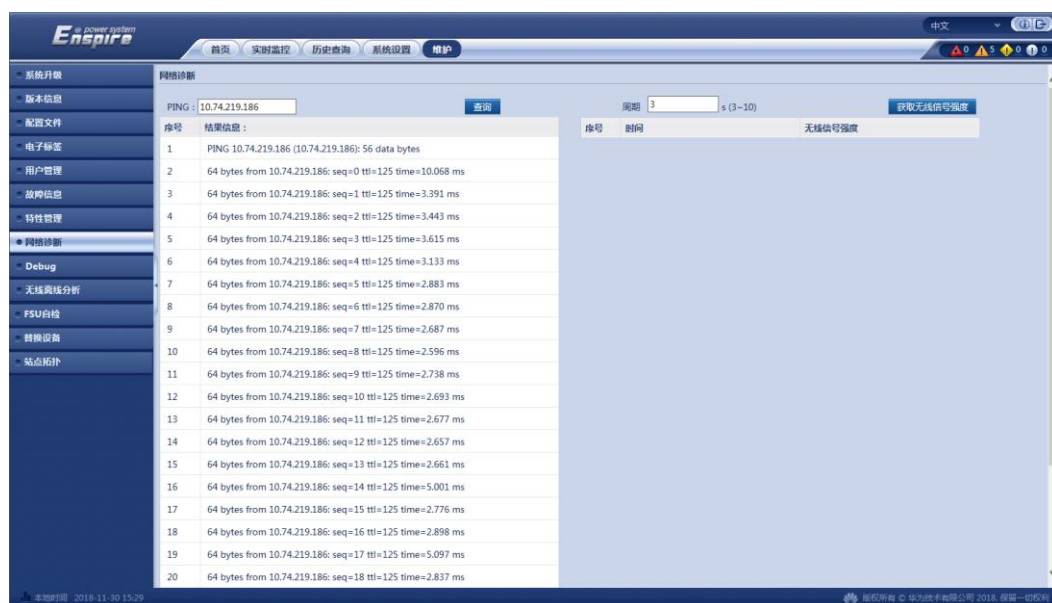 e power system
Enspire
中文
首页 实时监控 历史查询 系统设置 维护
0 5 0 0
系统升级
版本信息
配置文件
电子标签
用户管理
故障信息
特性管理
网络诊断
Debug
无线离线分析
FSU自检
替换设备
站点拓扑
网络诊断
PING : 10.74.219.186 查询
序号 结果信息 :
1 PING 10.74.219.186 (10.74.219.186): 56 data bytes
2 64 bytes from 10.74.219.186: seq=0 ttl=125 time=10.068 ms
3 64 bytes from 10.74.219.186: seq=1 ttl=125 time=3.391 ms
4 64 bytes from 10.74.219.186: seq=2 ttl=125 time=3.443 ms
5 64 bytes from 10.74.219.186: seq=3 ttl=125 time=3.615 ms
6 64 bytes from 10.74.219.186: seq=4 ttl=125 time=3.133 ms
7 64 bytes from 10.74.219.186: seq=5 ttl=125 time=2.883 ms
8 64 bytes from 10.74.219.186: seq=6 ttl=125 time=2.870 ms
9 64 bytes from 10.74.219.186: seq=7 ttl=125 time=2.687 ms
10 64 bytes from 10.74.219.186: seq=8 ttl=125 time=2.596 ms
11 64 bytes from 10.74.219.186: seq=9 ttl=125 time=2.738 ms
12 64 bytes from 10.74.219.186: seq=10 ttl=125 time=2.693 ms
13 64 bytes from 10.74.219.186: seq=11 ttl=125 time=2.677 ms
14 64 bytes from 10.74.219.186: seq=12 ttl=125 time=2.657 ms
15 64 bytes from 10.74.219.186: seq=13 ttl=125 time=2.661 ms
16 64 bytes from 10.74.219.186: seq=14 ttl=125 time=5.001 ms
17 64 bytes from 10.74.219.186: seq=15 ttl=125 time=2.776 ms
18 64 bytes from 10.74.219.186: seq=16 ttl=125 time=2.898 ms
19 64 bytes from 10.74.219.186: seq=17 ttl=125 time=5.097 ms
20 64 bytes from 10.74.219.186: seq=18 ttl=125 time=2.837 ms
周期 3 s (3~10) 获取无线信号强度
序号 时间 无线信号强度
本地时间 2018-11-30 15:29
版权所有 © 华为技术有限公司 2018. 保留一切权利